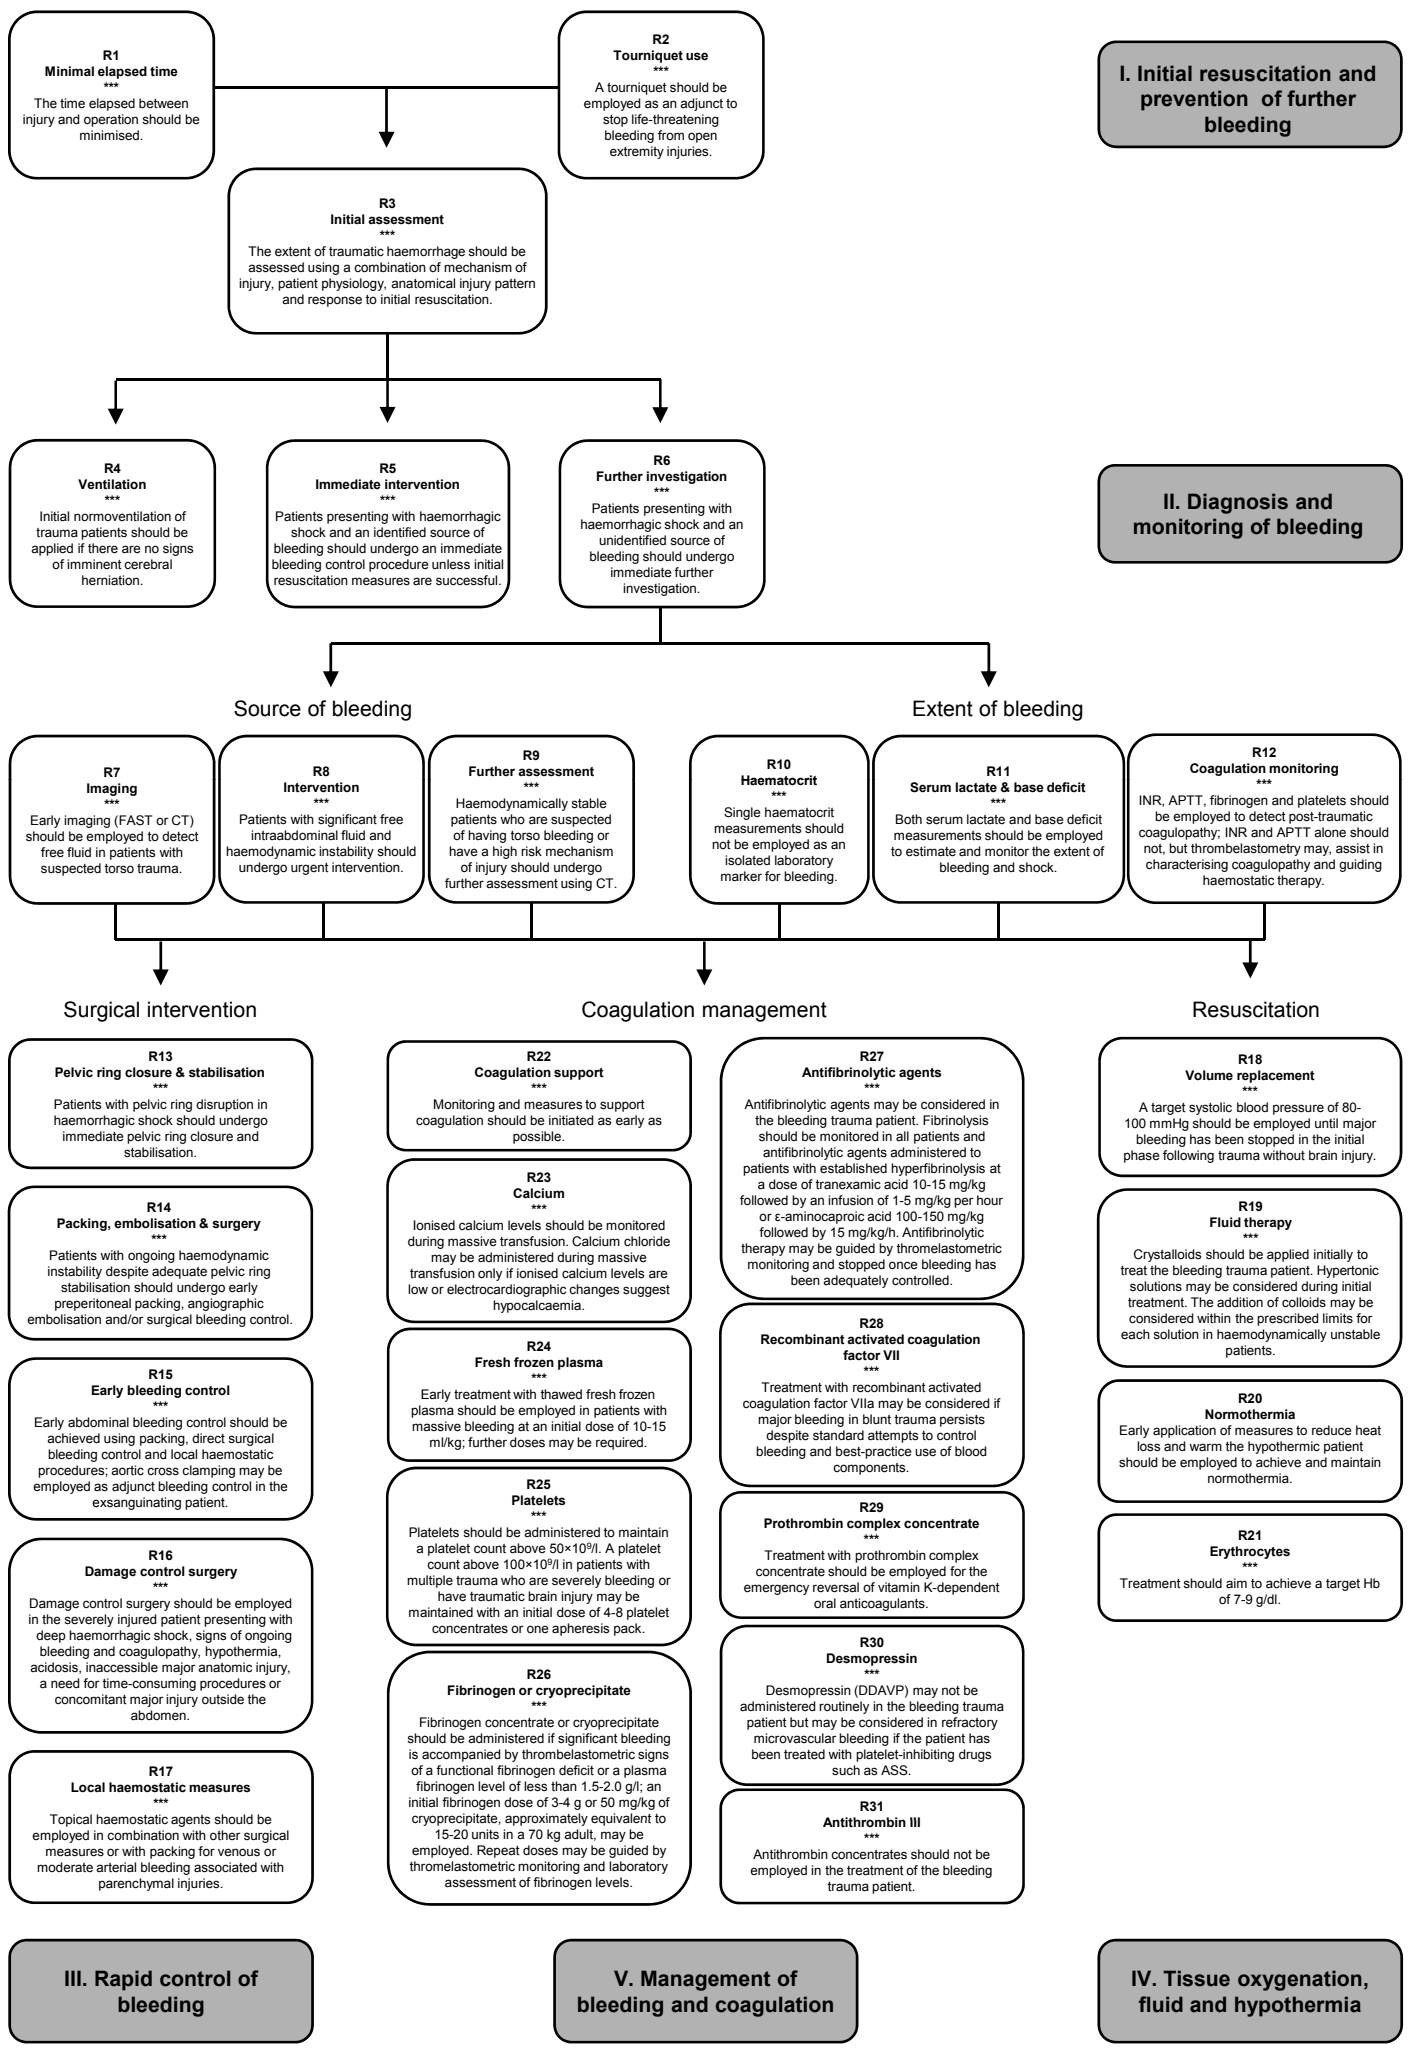 R1
Minimal elapsed time
***
The time elapsed between
injury and operation should be
minimised.
R2
Tourniquet use
***
A tourniquet should be
employed as an adjunct to
stop life-threatening
bleeding from open
extremity injuries.
I. Initial resuscitation and
prevention of further
bleeding
R3
Initial assessment
***
The extent of traumatic haemorrhage should be
assessed using a combination of mechanism of
injury, patient physiology, anatomical injury pattern
and response to initial resuscitation.
R4
Ventilation
***
Initial normoventilation of
trauma patients should be
applied if there are no signs
of imminent cerebral
herniation.
R5
Immediate intervention
***
Patients presenting with haemorrhagic
shock and an identified source of
bleeding should undergo an immediate
bleeding control procedure unless initial
resuscitation measures are successful.
R6
Further investigation
***
Patients presenting with
haemorrhagic shock and an
unidentified source of
bleeding should undergo
immediate further
investigation.
II. Diagnosis and
monitoring of bleeding
Source of bleeding
Extent of bleeding
R7
Imaging
***
Early imaging (FAST or CT)
should be employed to detect
free fluid in patients with
suspected torso trauma.
R8
Intervention
***
Patients with significant free
intraabdominal fluid and
haemodynamic instability should
undergo urgent intervention.
R9
Further assessment
***
Haemodynamically stable
patients who are suspected
of having torso bleeding or
have a high risk mechanism
of injury should undergo
further assessment using CT.
R10
Haematocrit
***
Single haematocrit
measurements should
not be employed as an
isolated laboratory
marker for bleeding.
R11
Serum lactate & base deficit
***
Both serum lactate and base deficit
measurements should be employed
to estimate and monitor the extent of
bleeding and shock.
R12
Coagulation monitoring
***
INR, APTT, fibrinogen and platelets should
be employed to detect post-traumatic
coagulopathy; INR and APTT alone should
not, but thrombelastometry may, assist in
characterising coagulopathy and guiding
haemostatic therapy.
Surgical intervention
Coagulation management
Resuscitation
R13
Pelvic ring closure & stabilisation
***
Patients with pelvic ring disruption in
haemorrhagic shock should undergo
immediate pelvic ring closure and
stabilisation.
R14
Packing, embolisation & surgery
***
Patients with ongoing haemodynamic
instability despite adequate pelvic ring
stabilisation should undergo early
preperitoneal packing, angiographic
embolisation and/or surgical bleeding control.
R15
Early bleeding control
***
Early abdominal bleeding control should be
achieved using packing, direct surgical
bleeding control and local haemostatic
procedures; aortic cross clamping may be
employed as adjunct bleeding control in the
exsanguinating patient.
R16
Damage control surgery
***
Damage control surgery should be employed
in the severely injured patient presenting with
deep haemorrhagic shock, signs of ongoing
bleeding and coagulopathy, hypothermia,
acidosis, inaccessible major anatomic injury,
a need for time-consuming procedures or
concomitant major injury outside the
abdomen.
R17
Local haemostatic measures
***
Topical haemostatic agents should be
employed in combination with other surgical
measures or with packing for venous or
moderate arterial bleeding associated with
parenchymal injuries.
R22
Coagulation support
***
Monitoring and measures to support
coagulation should be initiated as early as
possible.
R23
Calcium
***
Ionised calcium levels should be monitored
during massive transfusion. Calcium chloride
may be administered during massive
transfusion only if ionised calcium levels are
low or electrocardiographic changes suggest
hypocalcaemia.
R24
Fresh frozen plasma
***
Early treatment with thawed fresh frozen
plasma should be employed in patients with
massive bleeding at an initial dose of 10-15
ml/kg; further doses may be required.
R25
Platelets
***
Platelets should be administered to maintain
a platelet count above 50×10⁹/l. A platelet
count above 100×10⁹/l in patients with
multiple trauma who are severely bleeding or
have traumatic brain injury may be
maintained with an initial dose of 4-8 platelet
concentrates or one apheresis pack.
R26
Fibrinogen or cryoprecipitate
***
Fibrinogen concentrate or cryoprecipitate
should be administered if significant bleeding
is accompanied by thrombelastometric signs
of a functional fibrinogen deficit or a plasma
fibrinogen level of less than 1.5-2.0 g/l; an
initial fibrinogen dose of 3-4 g or 50 mg/kg of
cryoprecipitate, approximately equivalent to
15-20 units in a 70 kg adult, may be
employed. Repeat doses may be guided by
thromelastometric monitoring and laboratory
assessment of fibrinogen levels.
R27
Antifibrinolytic agents
***
Antifibrinolytic agents may be considered in
the bleeding trauma patient. Fibrinolysis
should be monitored in all patients and
antifibrinolytic agents administered to
patients with established hyperfibrinolysis at
a dose of tranexamic acid 10-15 mg/kg
followed by an infusion of 1-5 mg/kg per hour
or ε-aminocaproic acid 100-150 mg/kg
followed by 15 mg/kg/h. Antifibrinolytic
therapy may be guided by thromelastometric
monitoring and stopped once bleeding has
been adequately controlled.
R28
Recombinant activated coagulation
factor VII
***
Treatment with recombinant activated
coagulation factor VIIa may be considered if
major bleeding in blunt trauma persists
despite standard attempts to control
bleeding and best-practice use of blood
components.
R29
Prothrombin complex concentrate
***
Treatment with prothrombin complex
concentrate should be employed for the
emergency reversal of vitamin K-dependent
oral anticoagulants.
R30
Desmopressin
***
Desmopressin (DDAVP) may not be
administered routinely in the bleeding trauma
patient but may be considered in refractory
microvascular bleeding if the patient has
been treated with platelet-inhibiting drugs
such as ASS.
R31
Antithrombin III
***
Antithrombin concentrates should not be
employed in the treatment of the bleeding
trauma patient.
R18
Volume replacement
***
A target systolic blood pressure of 80-
100 mmHg should be employed until major
bleeding has been stopped in the initial
phase following trauma without brain injury.
R19
Fluid therapy
***
Crystalloids should be applied initially to
treat the bleeding trauma patient. Hypertonic
solutions may be considered during initial
treatment. The addition of colloids may be
considered within the prescribed limits for
each solution in haemodynamically unstable
patients.
R20
Normothermia
Early application of measures to reduce heat
loss and warm the hypothermic patient
should be employed to achieve and maintain
normothermia.
R21
Erythrocytes
***
Treatment should aim to achieve a target Hb
of 7-9 g/dl.
III. Rapid control of
bleeding
V. Management of
bleeding and coagulation
IV. Tissue oxygenation,
fluid and hypothermia